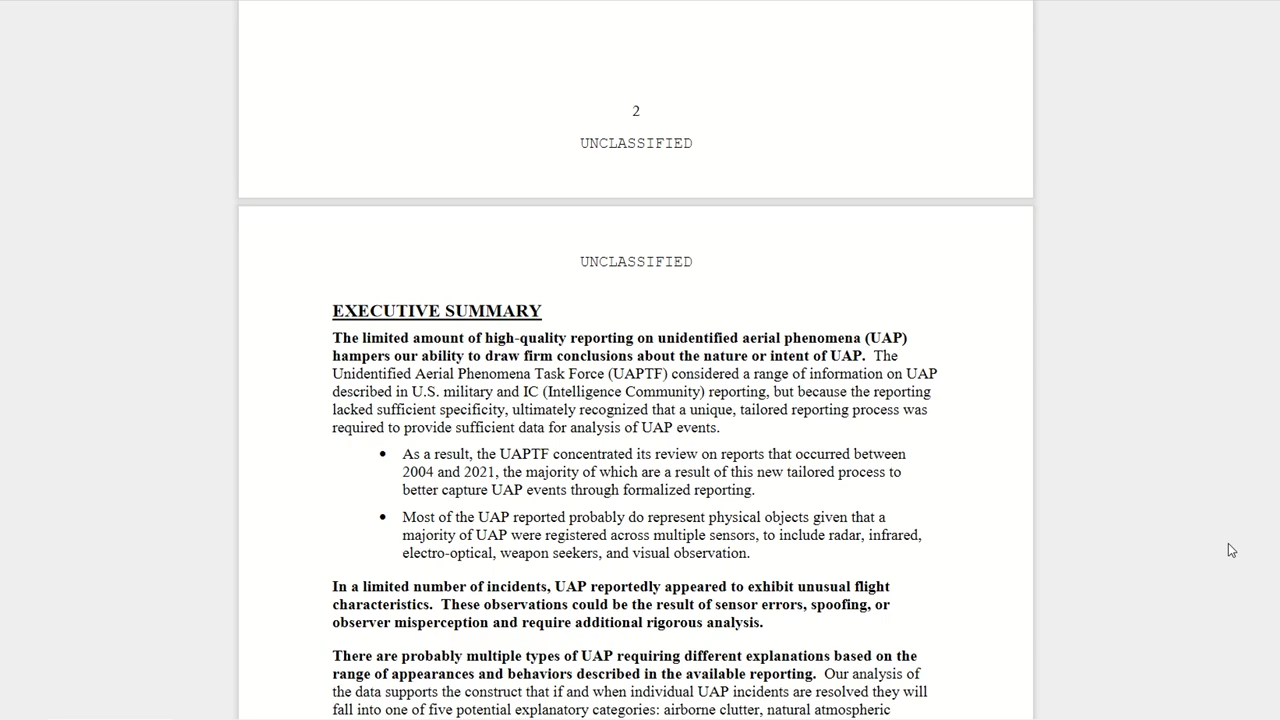 2
UNCLASSIFIED
UNCLASSIFIED
EXECUTIVE SUMMARY
The limited amount of high-quality reporting on unidentified aerial phenomena (UAP)
hampers our ability to draw firm conclusions about the nature or intent of UAP. The
Unidentified Aerial Phenomena Task Force (UAPTF) considered a range of information on UAP
described in U.S. military and IC (Intelligence Community) reporting, but because the reporting
lacked sufficient specificity, ultimately recognized that a unique, tailored reporting process was
required to provide sufficient data for analysis of UAP events.
• As a result, the UAPTF concentrated its review on reports that occurred between
2004 and 2021, the majority of which are a result of this new tailored process to
better capture UAP events through formalized reporting.
• Most of the UAP reported probably do represent physical objects given that a
majority of UAP were registered across multiple sensors, to include radar, infrared,
electro-optical, weapon seekers, and visual observation.
In a limited number of incidents, UAP reportedly appeared to exhibit unusual flight
characteristics. These observations could be the result of sensor errors, spoofing, or
observer misperception and require additional rigorous analysis.
There are probably multiple types of UAP requiring different explanations based on the
range of appearances and behaviors described in the available reporting. Our analysis of
the data supports the construct that if and when individual UAP incidents are resolved they will
fall into one of five potential explanatory categories: airborne clutter, natural atmospheric